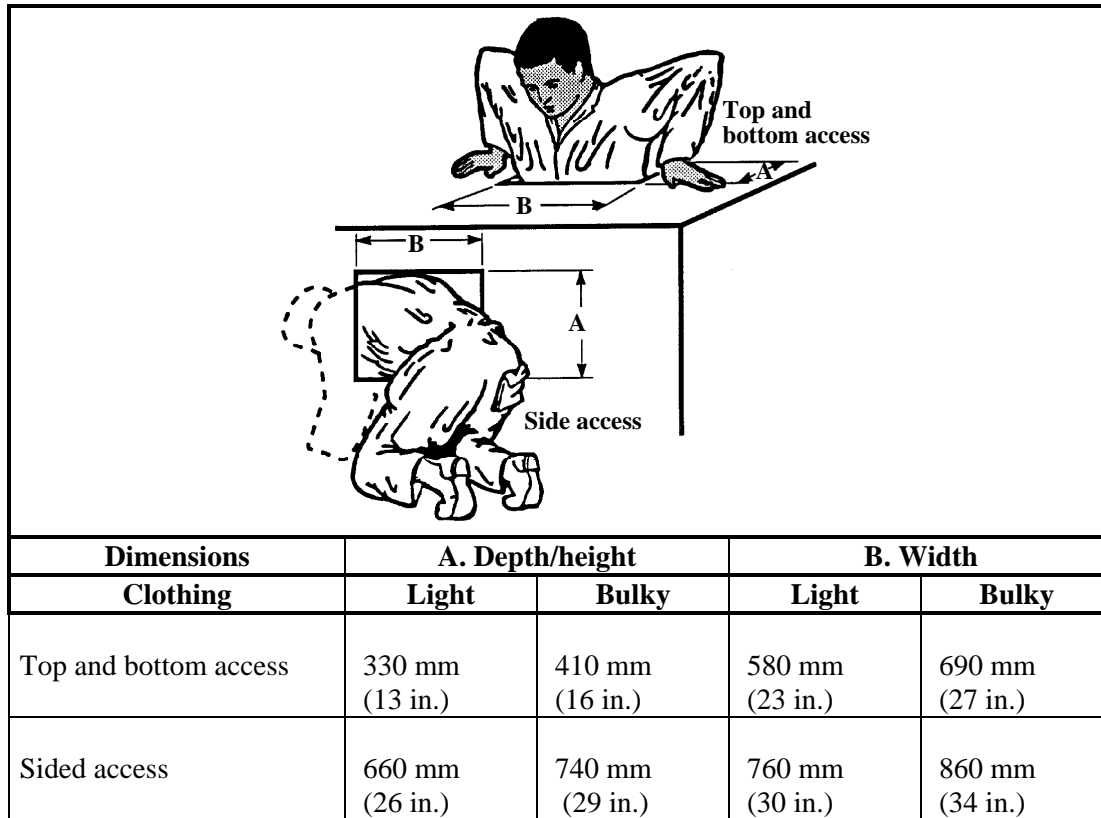 Top and
bottom access
A
B
B
A
Side access
Dimensions A. Depth/height B. Width
Clothing Light Bulky Light Bulky
Top and bottom access 330 mm 410 mm 580 mm 690 mm
(13 in.) (16 in.) (23 in.) (27 in.)
Sided access 660 mm 740 mm 760 mm 860 mm
(26 in.) (29 in.) (30 in.) (34 in.)